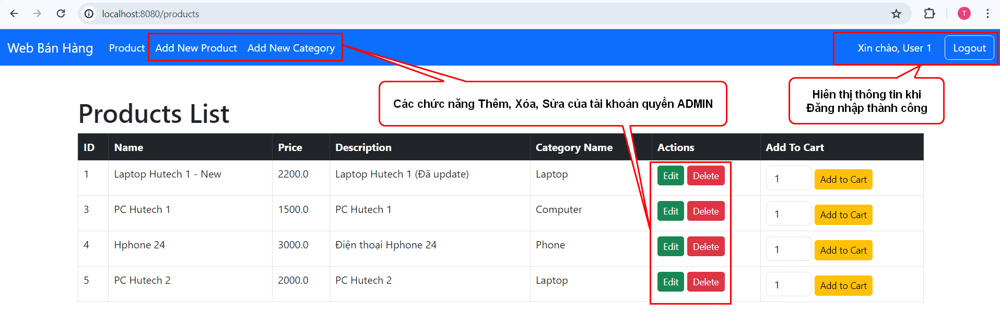 localhost:8080/products
T
Web Bán Hàng Product Add New Product Add New Category Xin chào, User 1 Logout
Các chức năng Thêm, Xóa, Sửa của tài khoản quyền ADMIN
Hiên thị thông tin khi
Đăng nhập thành công
Products List
ID Name Price Description Category Name Actions Add To Cart
1 Laptop Hutech 1 - New 2200.0 Laptop Hutech 1 (Đã update) Laptop Edit Delete 1 Add to Cart
3 PC Hutech 1 1500.0 PC Hutech 1 Computer Edit Delete 1 Add to Cart
4 Hphone 24 3000.0 Điện thoại Hphone 24 Phone Edit Delete 1 Add to Cart
5 PC Hutech 2 2000.0 PC Hutech 2 Laptop Edit Delete 1 Add to Cart